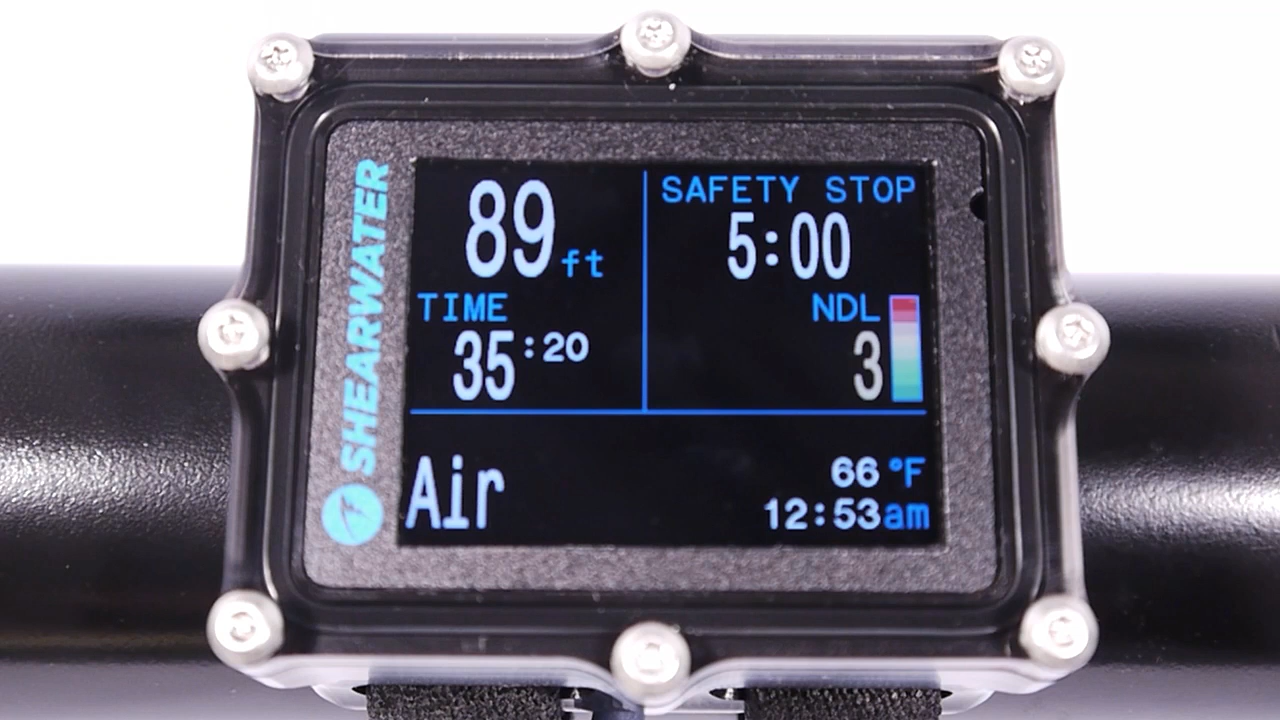 SHEARWATER
89 ft
SAFETY STOP
5:00
TIME
35:20
NDL
3
Air
66 °F
12:53am